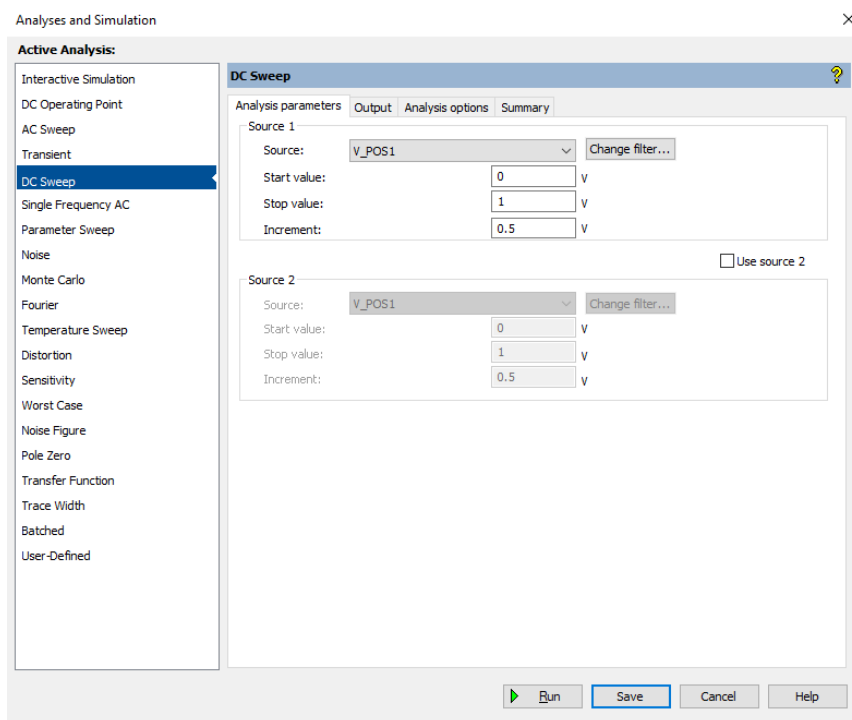 Analyses and Simulation
Active Analysis:
Interactive Simulation
DC Operating Point
AC Sweep
Transient
DC Sweep
Single Frequency AC
Parameter Sweep
Noise
Monte Carlo
Fourier
Temperature Sweep
Distortion
Sensitivity
Worst Case
Noise Figure
Pole Zero
Transfer Function
Trace Width
Batched
User-Defined
DC Sweep
Analysis parameters Output Analysis options Summary
Source 1
Source: V_POS1 Change filter...
Start value: 0 V
Stop value: 1 V
Increment: 0.5 V
Use source 2
Source 2
Source: V_POS1 Change filter...
Start value: 0 V
Stop value: 1 V
Increment: 0.5 V
Run Save Cancel Help